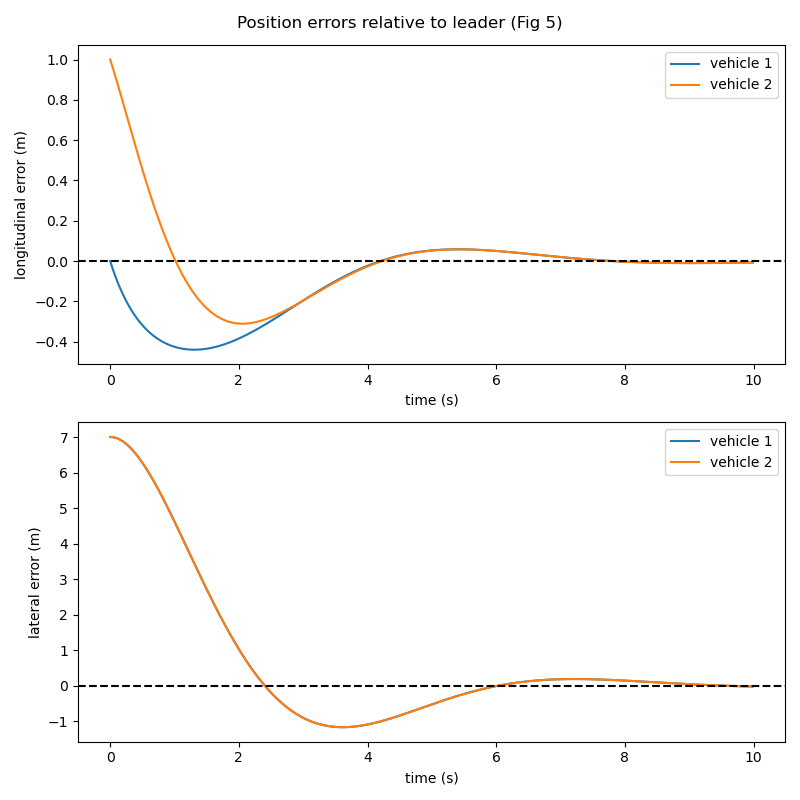 Position errors relative to leader (Fig 5)
1.0
0.8
0.6
0.4
0.2
0.0
−0.2
−0.4
longitudinal error (m)
vehicle 1
vehicle 2
0 2 4 6 8 10
time (s)
7
6
5
4
3
2
1
0
−1
lateral error (m)
vehicle 1
vehicle 2
0 2 4 6 8 10
time (s)